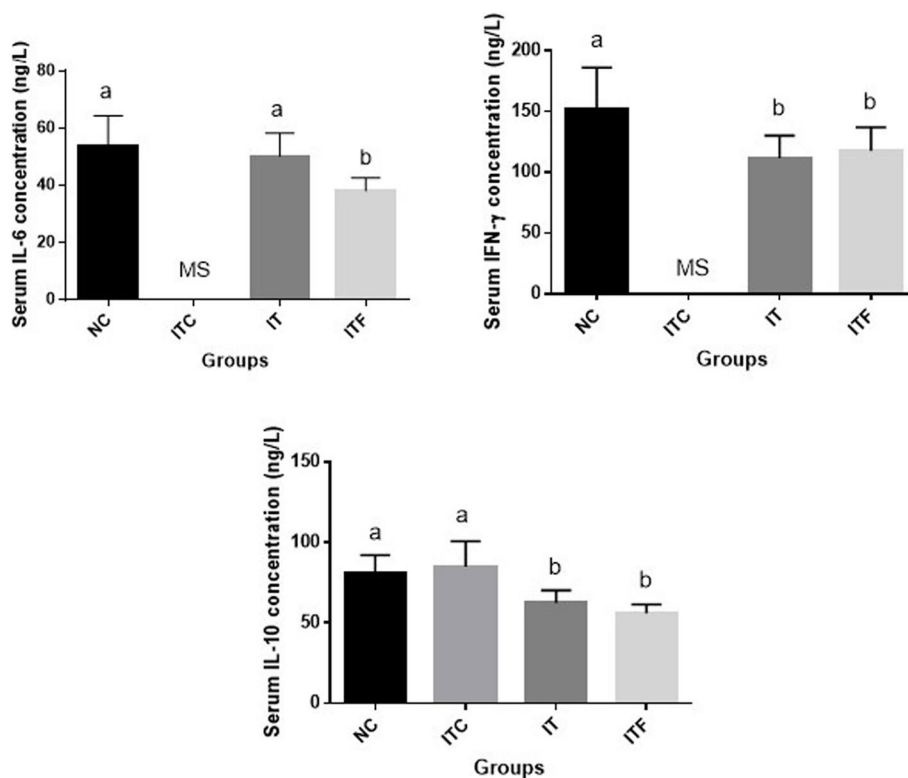 Serum IL-6 concentration (ng/L)
80
60
40
20
0
a
MS
a
b
NC
ITC
IT
ITF
Groups
Serum IFN-γ concentration (ng/L)
200
150
100
50
0
a
MS
b
b
NC
ITC
IT
ITF
Groups
Serum IL-10 concentration (ng/L)
150
100
50
0
a
a
b
b
NC
ITC
IT
ITF
Groups